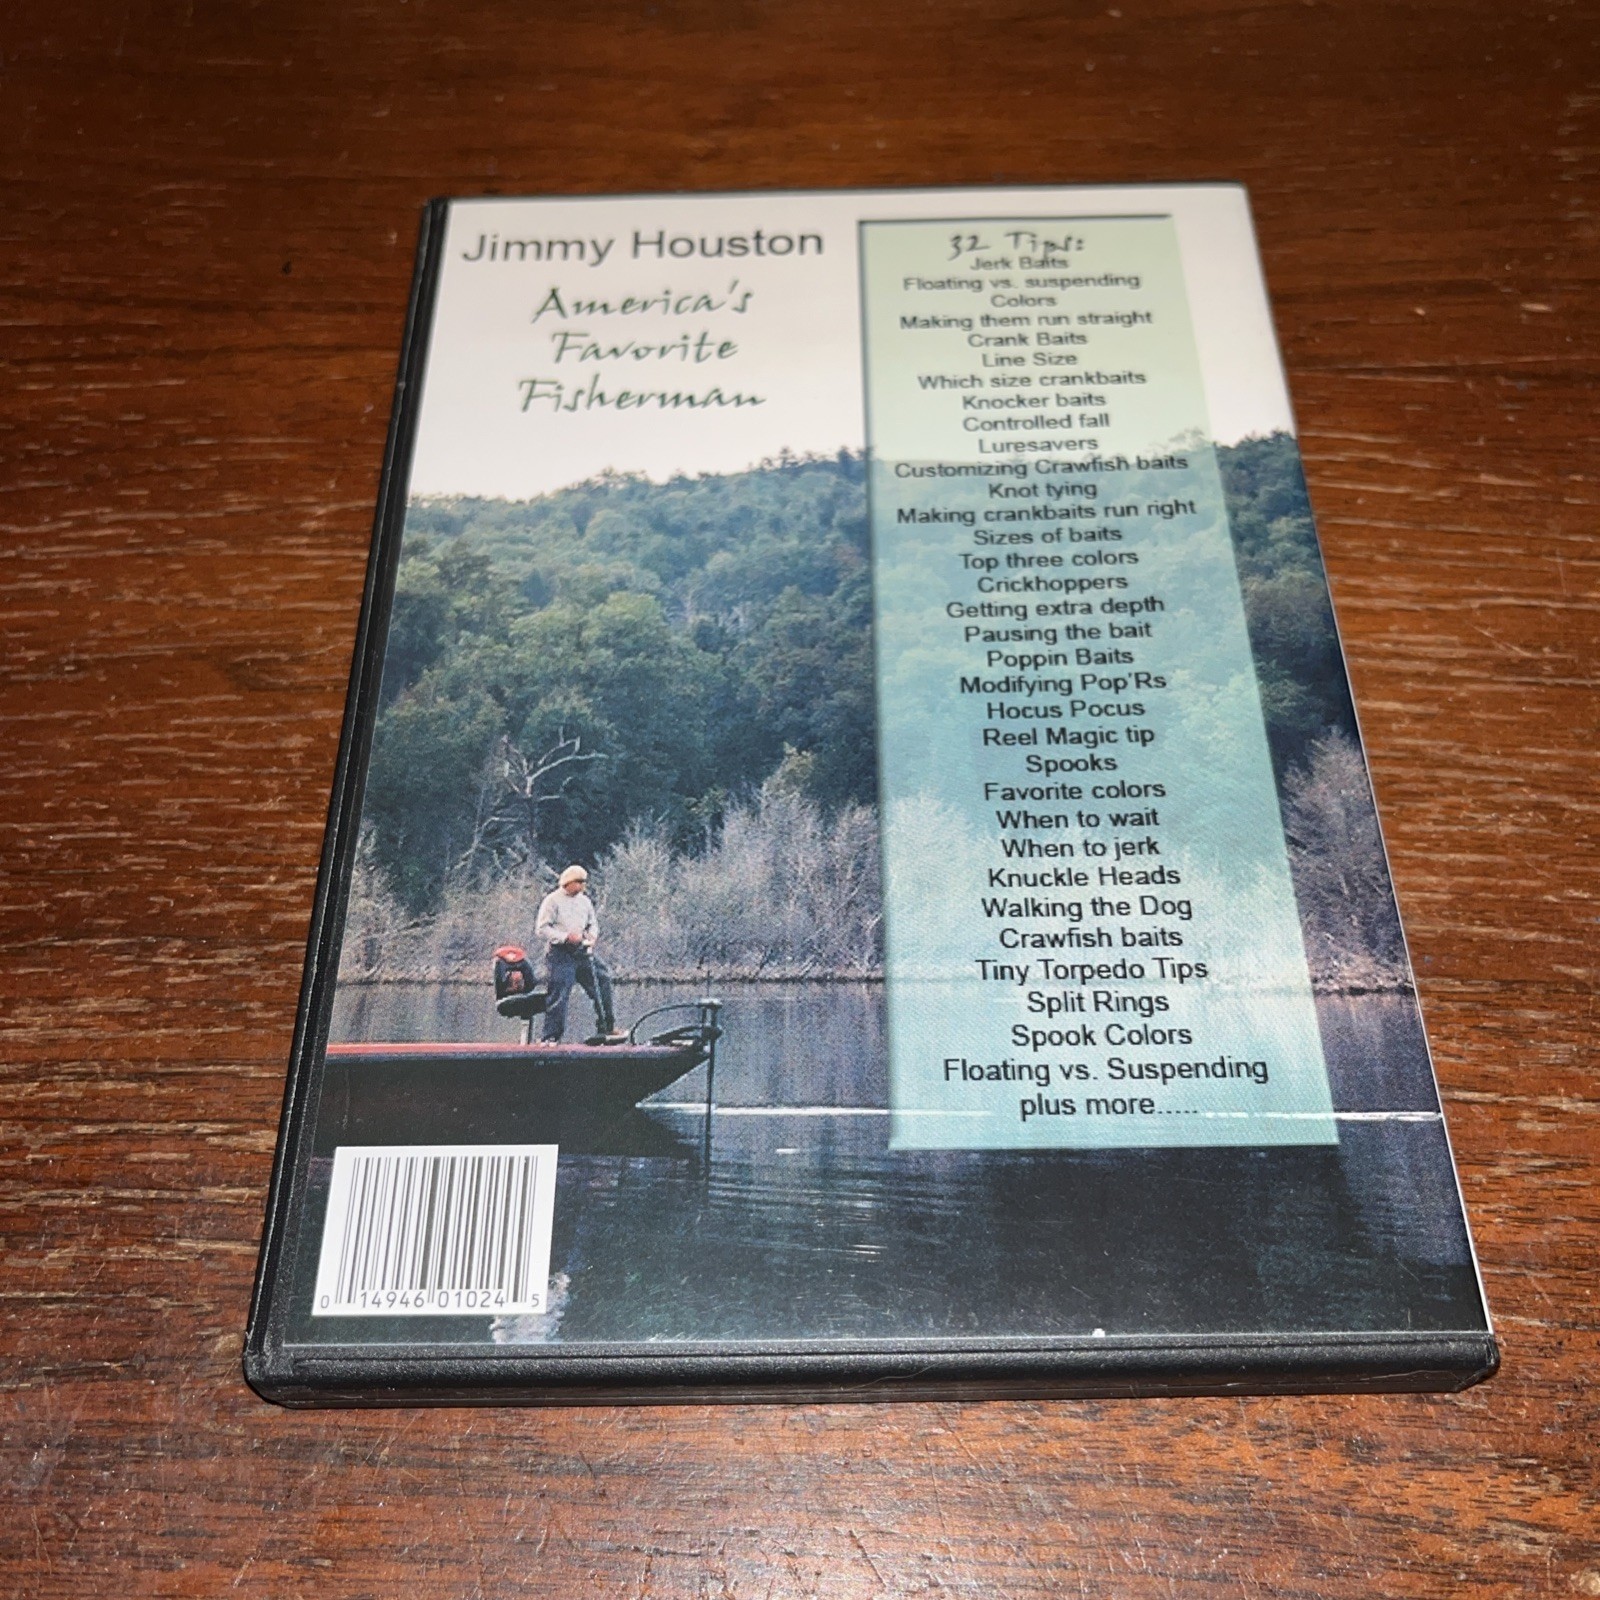 Jimmy Houston
America's
Favorite
Fisherman
32 Tips:
Jerk Baits
Floating vs. suspending
Colors
Making them run straight
Crank Baits
Line Size
Which size crankbaits
Knocker baits
Controlled fall
Luresavers
Customizing Crawfish baits
Knot tying
Making crankbaits run right
Sizes of baits
Top three colors
Crickhoppers
Getting extra depth
Pausing the bait
Poppin Baits
Modifying Pop'Rs
Hocus Pocus
Reel Magic tip
Spooks
Favorite colors
When to wait
When to jerk
Knuckle Heads
Walking the Dog
Crawfish baits
Tiny Torpedo Tips
Split Rings
Spook Colors
Floating vs. Suspending
plus more.....
0 14946 01024 5